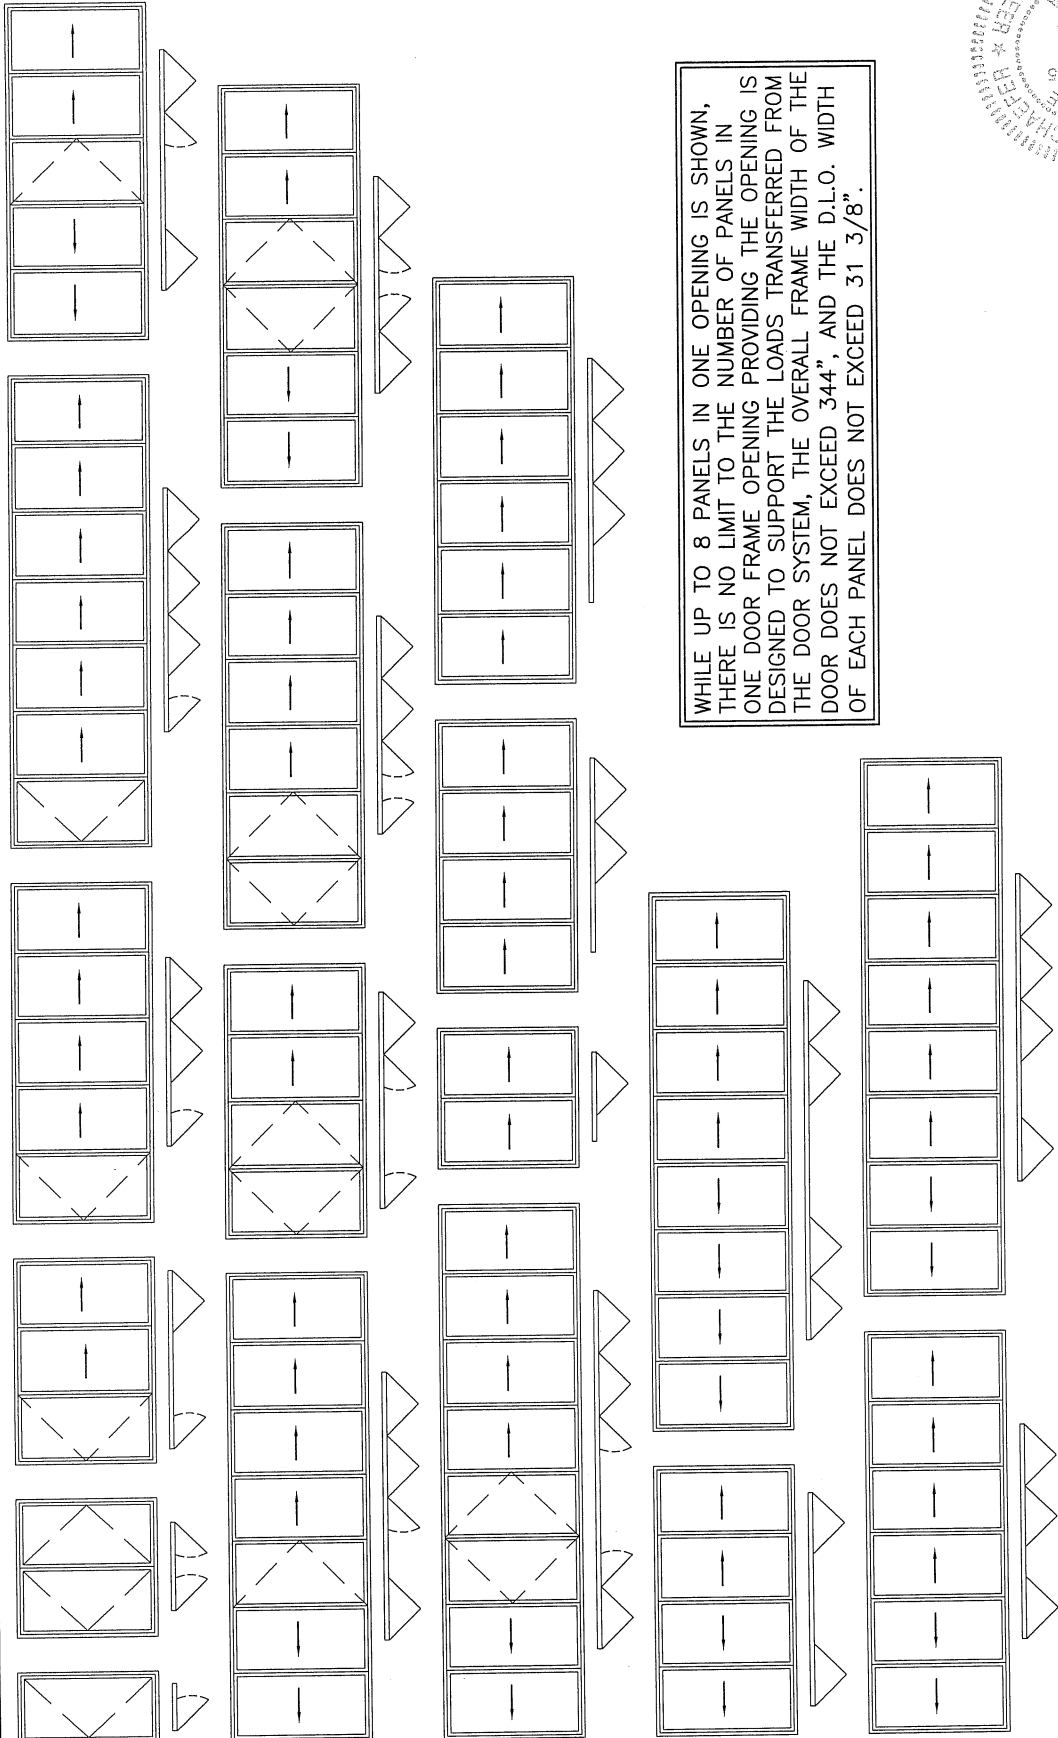 WHILE UP TO 8 PANELS IN ONE OPENING IS SHOWN,
THERE IS NO LIMIT TO THE NUMBER OF PANELS IN
ONE DOOR FRAME OPENING PROVIDING THE OPENING IS
DESIGNED TO SUPPORT THE LOADS TRANSFERRED FROM
THE DOOR SYSTEM, THE OVERALL FRAME WIDTH OF THE
DOOR DOES NOT EXCEED 344", AND THE D.L.O. WIDTH
OF EACH PANEL DOES NOT EXCEED 31 3/8".